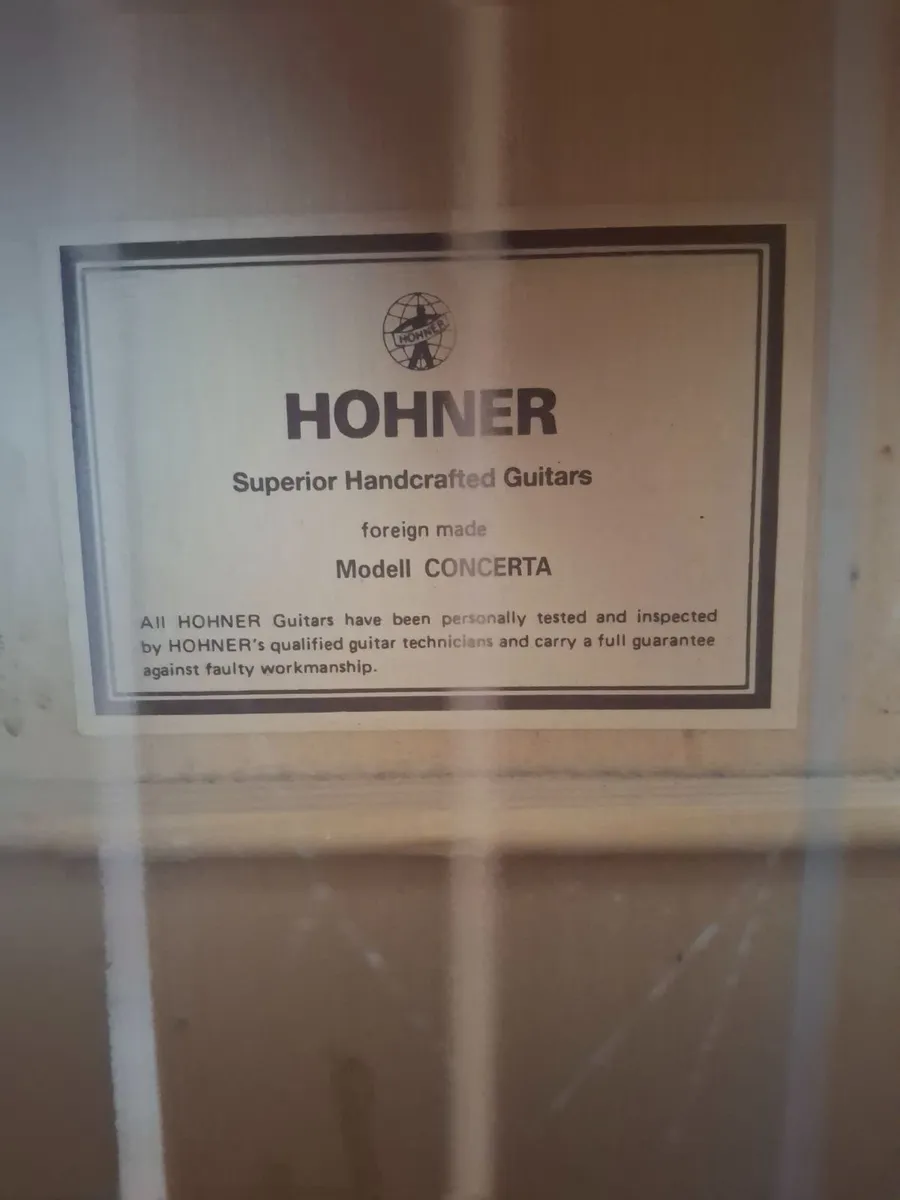 HOHNER
HOHNER
Superior Handcrafted Guitars
foreign made
Modell CONCERTA
All HOHNER Guitars have been personally tested and inspected
by HOHNER's qualified guitar technicians and carry a full guarantee
against faulty workmanship.